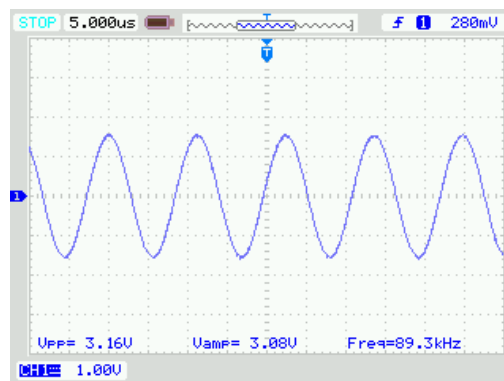 STOP 5.000us T 1 280mV
T
1
Vpp= 3.16V Vamp= 3.08V Freq=89.3kHz
CH1 1.00V